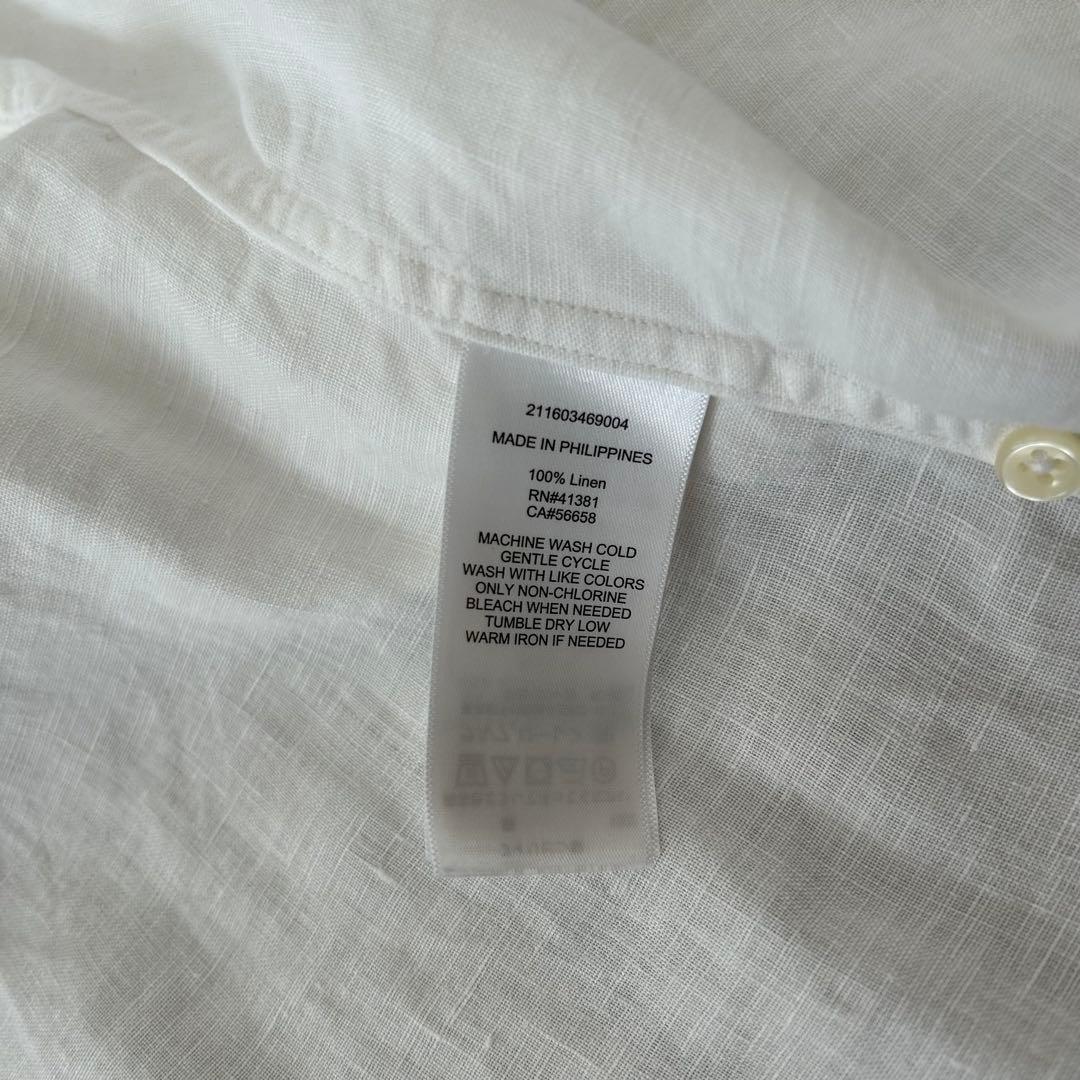 211603469004
MADE IN PHILIPPINES
100% Linen
RN#41381
CA#56658
MACHINE WASH COLD
GENTLE CYCLE
WASH WITH LIKE COLORS
ONLY NON-CHLORINE
BLEACH WHEN NEEDED
TUMBLE DRY LOW
WARM IRON IF NEEDED